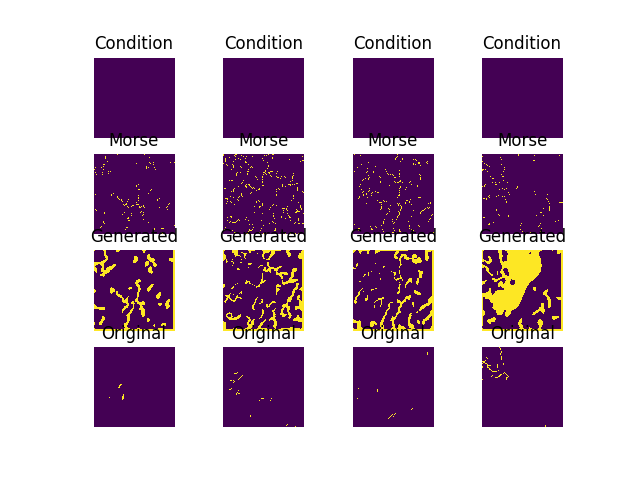 Condition Condition Condition Condition
Morse Morse Morse Morse
Generated Generated Generated Generated
Original Original Original Original